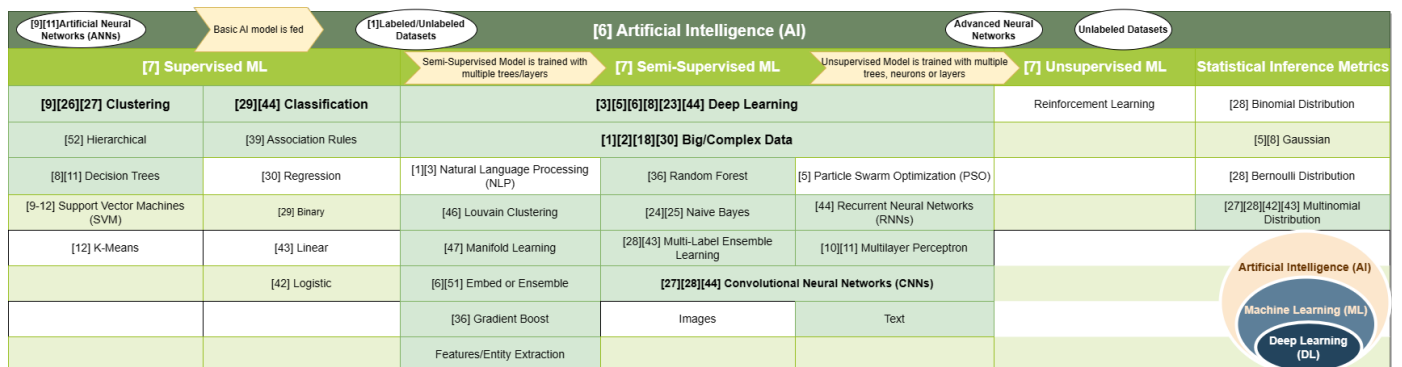 [9][11]Artificial Neural
Networks (ANNs)
Basic AI model is fed
[1]Labeled/Unlabeled
Datasets
[6] Artificial Intelligence (AI)
Advanced Neural
Networks
Unlabeled Datasets
[7] Supervised ML
Semi-Supervised Model is trained with
multiple trees/layers
[7] Semi-Supervised ML
Unsupervised Model is trained with multiple
trees, neurons or layers
[7] Unsupervised ML
Statistical Inference Metrics
[9][26][27] Clustering
[29][44] Classification
[3][5][6][8][23][44] Deep Learning
Reinforcement Learning
[28] Binomial Distribution
[52] Hierarchical
[39] Association Rules
[1][2][18][30] Big/Complex Data
[5][8] Gaussian
[8][11] Decision Trees
[30] Regression
[1][3] Natural Language Processing
(NLP)
[36] Random Forest
[5] Particle Swarm Optimization (PSO)
[28] Bernoulli Distribution
[9-12] Support Vector Machines
(SVM)
[29] Binary
[46] Louvain Clustering
[24][25] Naive Bayes
[44] Recurrent Neural Networks
(RNNs)
[27][28][42][43] Multinomial
Distribution
[12] K-Means
[43] Linear
[47] Manifold Learning
[28][43] Multi-Label Ensemble
Learning
[10][11] Multilayer Perceptron
[42] Logistic
[6][51] Embed or Ensemble
[27][28][44] Convolutional Neural Networks (CNNs)
[36] Gradient Boost
Images
Text
Features/Entity Extraction
Artificial Intelligence (AI)
Machine Learning (ML)
Deep Learning
(DL)